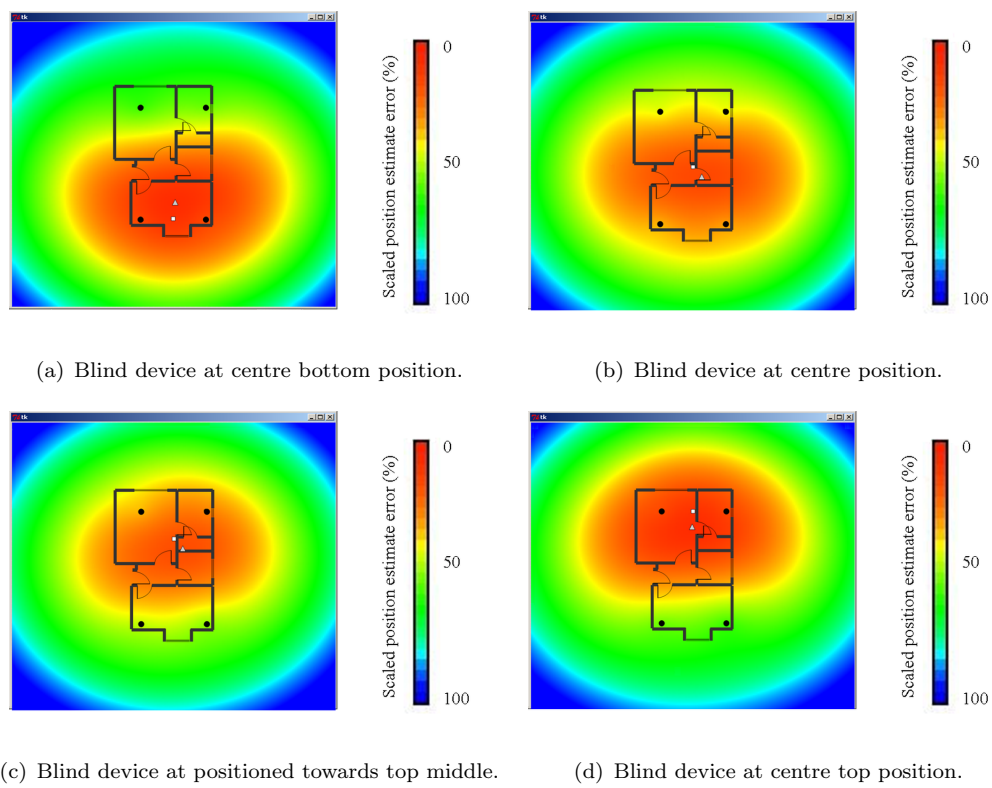 tk
tk
0
50
100
Scaled position estimate error (%)
0
50
100
Scaled position estimate error (%)
(a) Blind device at centre bottom position.
(b) Blind device at centre position.
tk
tk
0
50
100
Scaled position estimate error (%)
0
50
100
Scaled position estimate error (%)
(c) Blind device at positioned towards top middle.
(d) Blind device at centre top position.